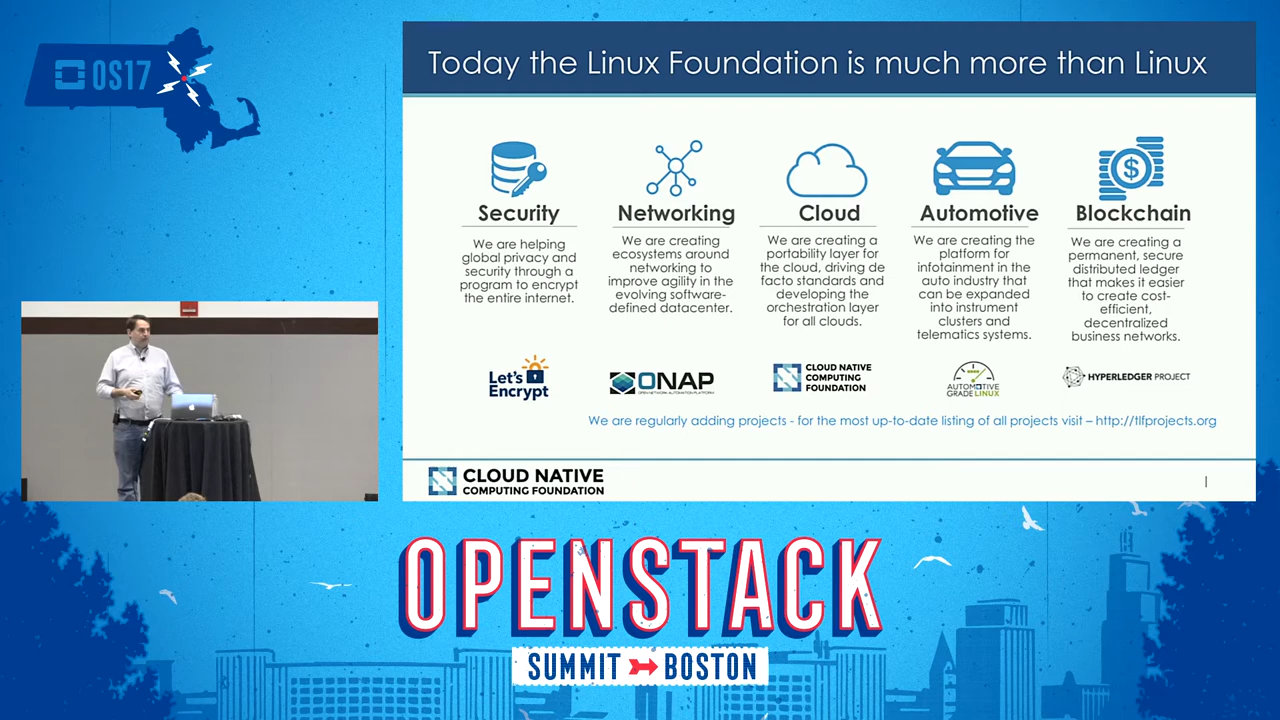 OS17
Today the Linux Foundation is much more than Linux
Security
We are helping
global privacy and
security through a
program to encrypt
the entire internet.
Let's
Encrypt
Networking
We are creating
ecosystems around
networking to
improve agility in the
evolving software-
defined datacenter.
ONAP
OPEN NETWORK AUTOMATION PLATFORM
Cloud
We are creating a
portability layer for
the cloud, driving de
facto standards and
developing the
orchestration layer
for all clouds.
CLOUD NATIVE
COMPUTING
FOUNDATION
Automotive
We are creating the
platform for
infotainment in the
auto industry that
can be expanded
into instrument
clusters and
telematics systems.
AUTOMOTIVE
GRADE LINUX
Blockchain
We are creating a
permanent, secure
distributed ledger
that makes it easier
to create cost-
efficient,
decentralized
business networks.
HYPERLEDGER PROJECT
We are regularly adding projects - for the most up-to-date listing of all projects visit – http://tlfprojects.org
CLOUD NATIVE
COMPUTING FOUNDATION
OPENSTACK
SUMMIT BOSTON